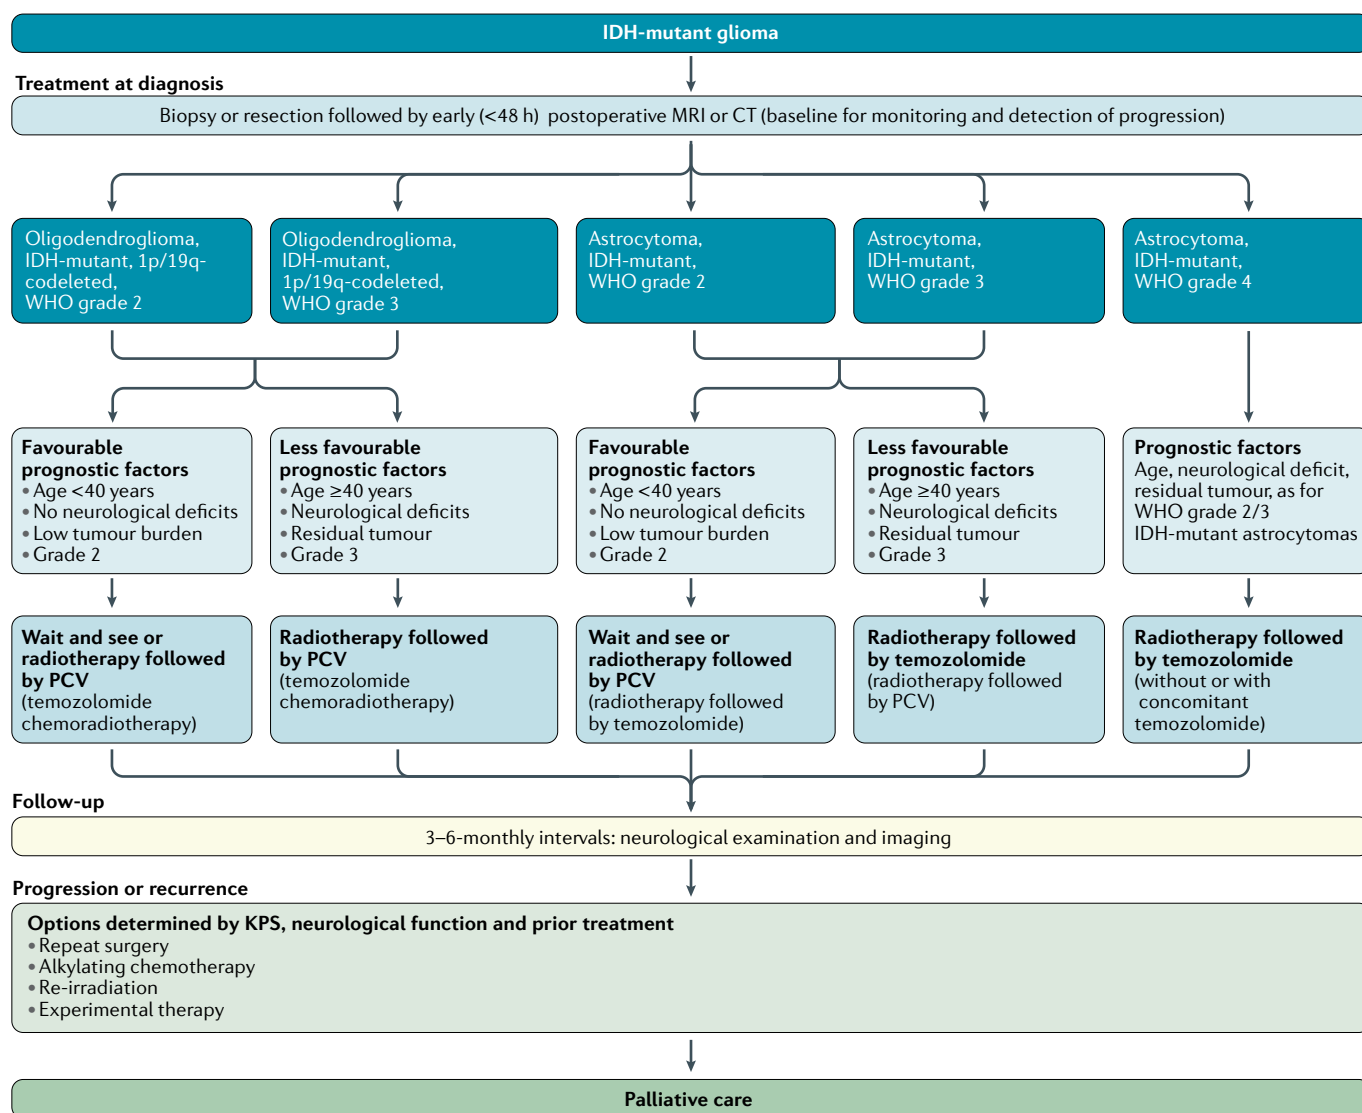 IDH-mutant glioma
Treatment at diagnosis
Biopsy or resection followed by early (<48 h) postoperative MRI or CT (baseline for monitoring and detection of progression)
Oligodendroglioma,
IDH-mutant, 1p/19q-
codeleted,
WHO grade 2
Oligodendroglioma,
IDH-mutant,
1p/19q-codeleted,
WHO grade 3
Astrocytoma,
IDH-mutant,
WHO grade 2
Astrocytoma,
IDH-mutant,
WHO grade 3
Astrocytoma,
IDH-mutant,
WHO grade 4
Favourable
prognostic factors
• Age <40 years
• No neurological deficits
• Low tumour burden
• Grade 2
Less favourable
prognostic factors
• Age ≥40 years
• Neurological deficits
• Residual tumour
• Grade 3
Favourable
prognostic factors
• Age <40 years
• No neurological deficits
• Low tumour burden
• Grade 2
Less favourable
prognostic factors
• Age ≥40 years
• Neurological deficits
• Residual tumour
• Grade 3
Prognostic factors
Age, neurological deficit,
residual tumour, as for
WHO grade 2/3
IDH-mutant astrocytomas
Wait and see or
radiotherapy followed
by PCV
(temozolomide
chemoradiotherapy)
Radiotherapy followed
by PCV
(temozolomide
chemoradiotherapy)
Wait and see or
radiotherapy followed
by PCV
(radiotherapy followed
by temozolomide)
Radiotherapy followed
by temozolomide
(radiotherapy followed
by PCV)
Radiotherapy followed
by temozolomide
(without or with
concomitant
temozolomide)
Follow-up
3–6-monthly intervals: neurological examination and imaging
Progression or recurrence
Options determined by KPS, neurological function and prior treatment
• Repeat surgery
• Alkylating chemotherapy
• Re-irradiation
• Experimental therapy
Palliative care